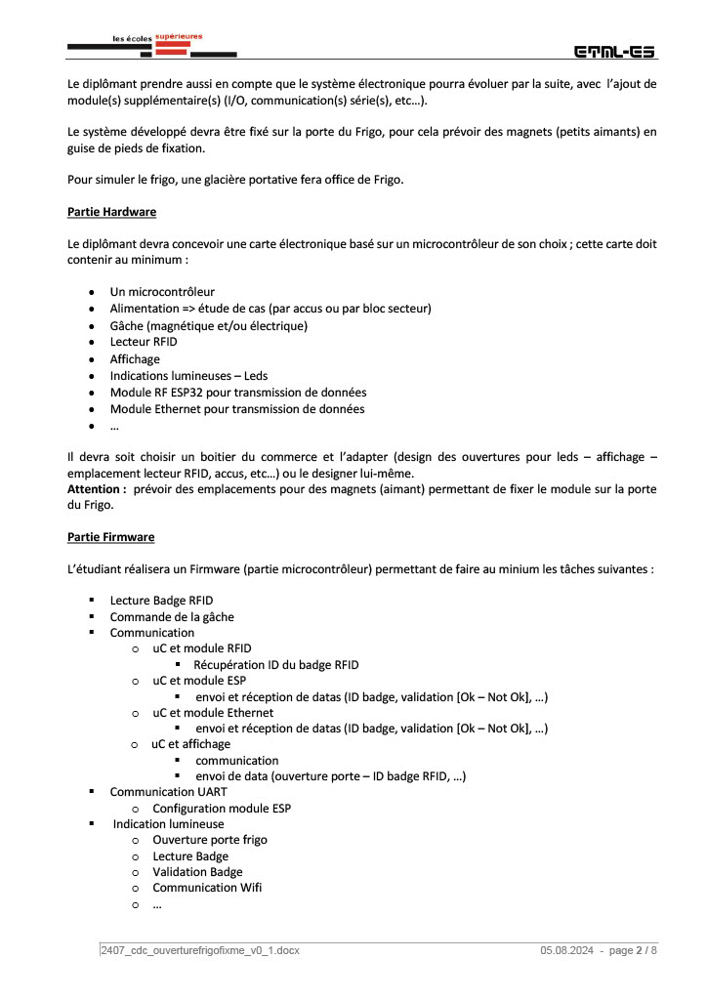 les écoles supérieures
ETML-ES
Le diplômant prendre aussi en compte que le système électronique pourra évoluer par la suite, avec l'ajout de
module(s) supplémentaire(s) (I/O, communication(s) série(s), etc...).
Le système développé devra être fixé sur la porte du Frigo, pour cela prévoir des magnets (petits aimants) en
guise de pieds de fixation.
Pour simuler le frigo, une glacière portative fera office de Frigo.
Partie Hardware
Le diplômant devra concevoir une carte électronique basé sur un microcontrôleur de son choix ; cette carte doit
contenir au minimum :
• Un microcontrôleur
• Alimentation => étude de cas (par accus ou par bloc secteur)
• Gâche (magnétique et/ou électrique)
• Lecteur RFID
• Affichage
• Indications lumineuses – Leds
• Module RF ESP32 pour transmission de données
• Module Ethernet pour transmission de données
• ...
Il devra soit choisir un boitier du commerce et l'adapter (design des ouvertures pour leds – affichage –
emplacement lecteur RFID, accus, etc...) ou le designer lui-même.
Attention : prévoir des emplacements pour des magnets (aimant) permettant de fixer le module sur la porte
du Frigo.
Partie Firmware
L'étudiant réalisera un Firmware (partie microcontrôleur) permettant de faire au minium les tâches suivantes :
▪ Lecture Badge RFID
▪ Commande de la gâche
▪ Communication
o uC et module RFID
▪ Récupération ID du badge RFID
o uC et module ESP
▪ envoi et réception de datas (ID badge, validation [Ok – Not Ok], ...)
o uC et module Ethernet
▪ envoi et réception de datas (ID badge, validation [Ok – Not Ok], ...)
o uC et affichage
▪ communication
▪ envoi de data (ouverture porte – ID badge RFID, ...)
▪ Communication UART
o Configuration module ESP
▪ Indication lumineuse
o Ouverture porte frigo
o Lecture Badge
o Validation Badge
o Communication Wifi
o ...
2407_cdc_ouverturefrigofixme_v0_1.docx 05.08.2024 - page 2 / 8